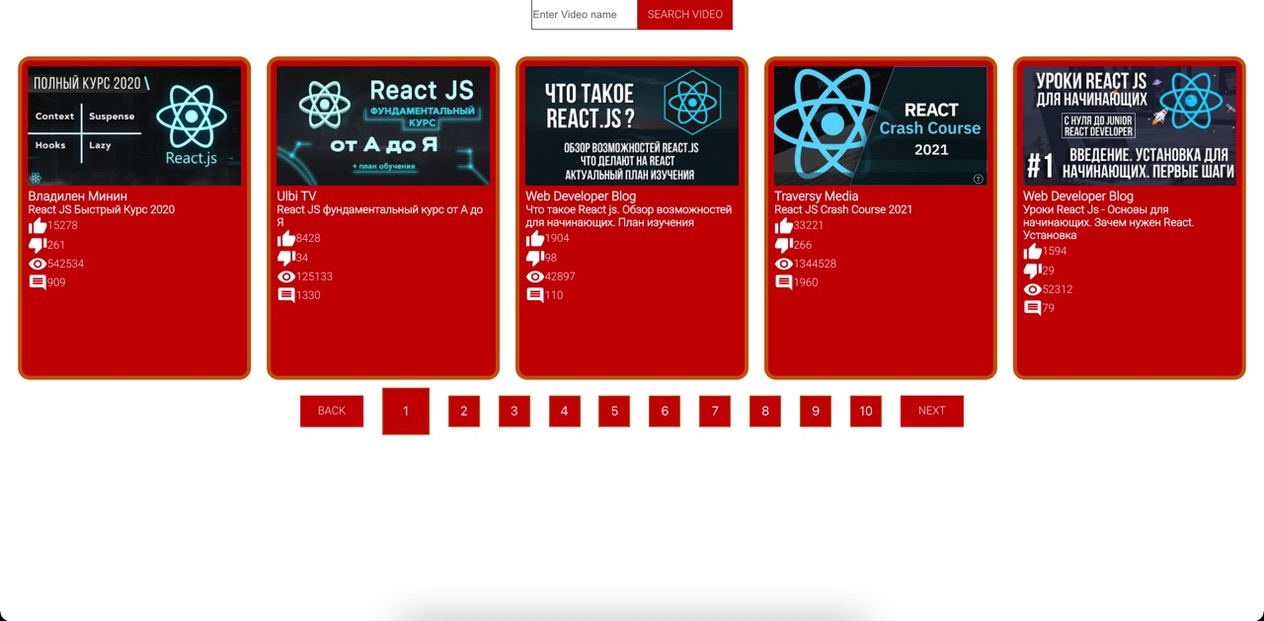 Enter Video name
SEARCH VIDEO
ПОЛНЫЙ КУРС 2020 \
Context
Suspense
Hooks
Lazy
React.js
Владилен Минин
React JS Быстрый Курс 2020
15278
261
542534
909
React JS
ФУНДАМЕНТАЛЬНЫЙ
КУРС
от А до Я
+ план обучения
Ulbi TV
React JS фундаментальный курс от А до
Я
8428
34
125133
1330
ЧТО ТАКОЕ
REACT.JS ?
ОБЗОР ВОЗМОЖНОСТЕЙ REACT.JS
ЧТО ДЕЛАЮТ НА REACT
АКТУАЛЬНЫЙ ПЛАН ИЗУЧЕНИЯ
Web Developer Blog
Что такое React js. Обзор возможностей
для начинающих. План изучения
1904
98
42897
110
REACT
Crash Course
2021
T
Traversy Media
React JS Crash Course 2021
33221
266
1344528
1960
УРОКИ REACT JS
ДЛЯ НАЧИНАЮЩИХ
С НУЛЯ ДО JUNIOR
REACT DEVELOPER
#1
ВВЕДЕНИЕ. УСТАНОВКА ДЛЯ
НАЧИНАЮЩИХ. ПЕРВЫЕ ШАГИ
Web Developer Blog
Уроки React Js - Основы для
начинающих. Зачем нужен React.
Установка
1594
29
52312
79
BACK
1
2
3
4
5
6
7
8
9
10
NEXT